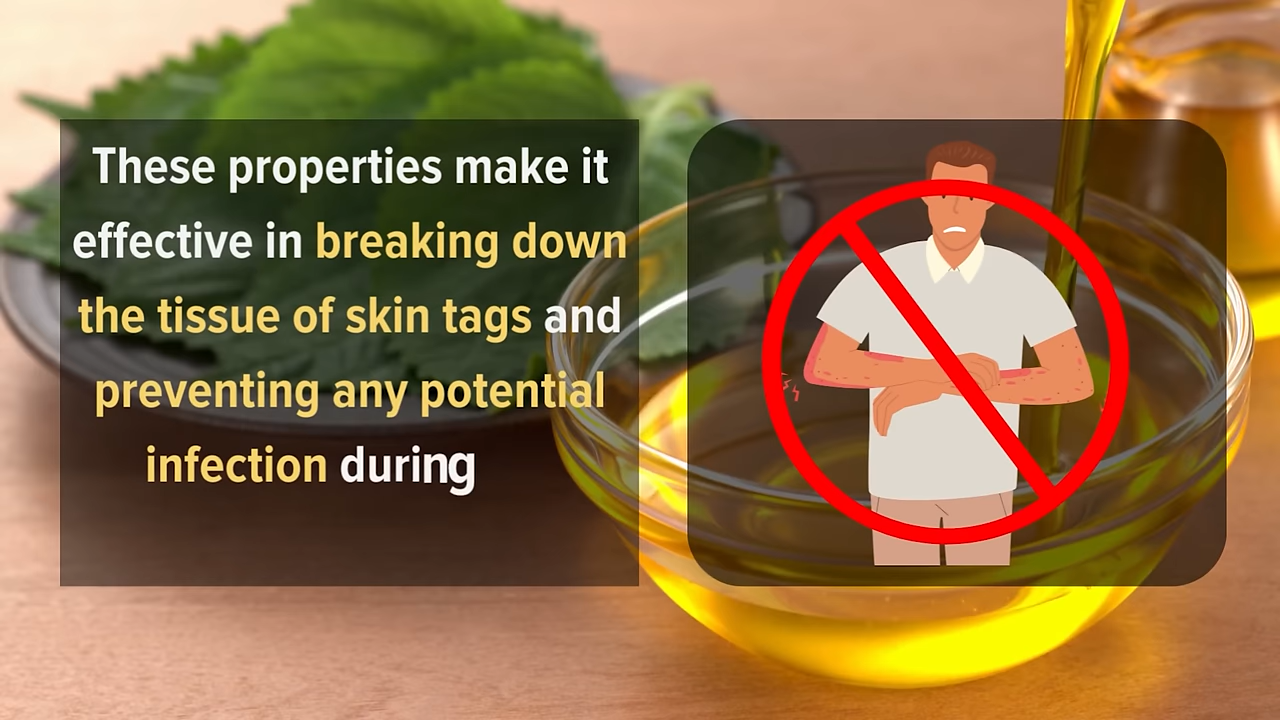 These properties make it
effective in breaking down
the tissue of skin tags and
preventing any potential
infection during